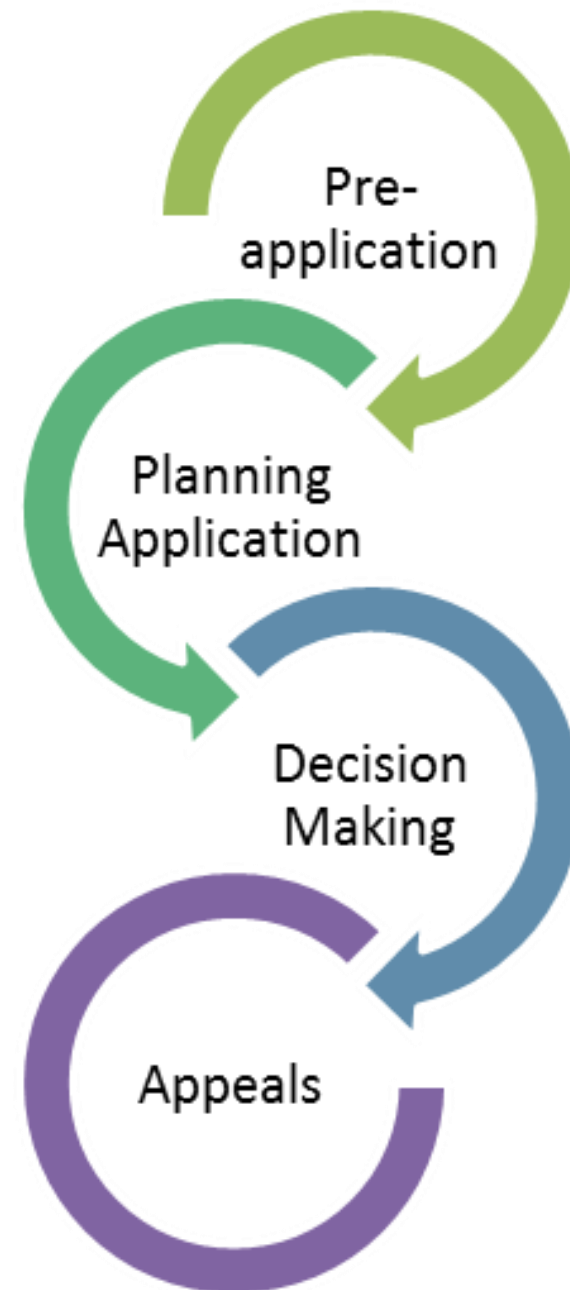 Pre-
application
Planning
Application
Decision
Making
Appeals